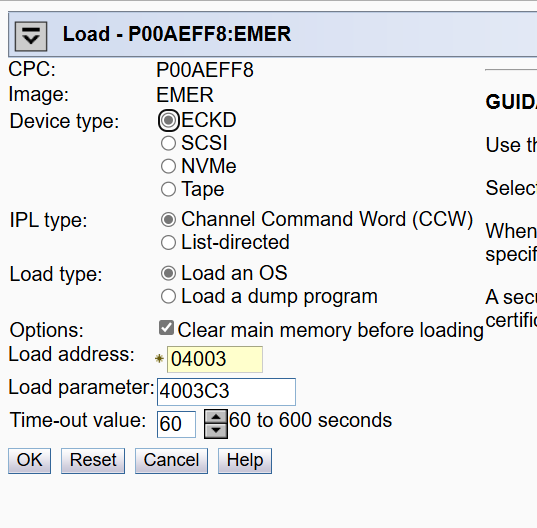 Load - P00AEFF8:EMER
CPC: P00AEFF8
Image: EMER
Device type: ECKD
SCSI
NVMe
Tape
IPL type: Channel Command Word (CCW)
List-directed
Load type: Load an OS
Load a dump program
Options: Clear main memory before loading
Load address: * 04003
Load parameter: 4003C3
Time-out value: 60 60 to 600 seconds
OK Reset Cancel Help
GUID
Use th
Selec
When
specif
A secu
certific